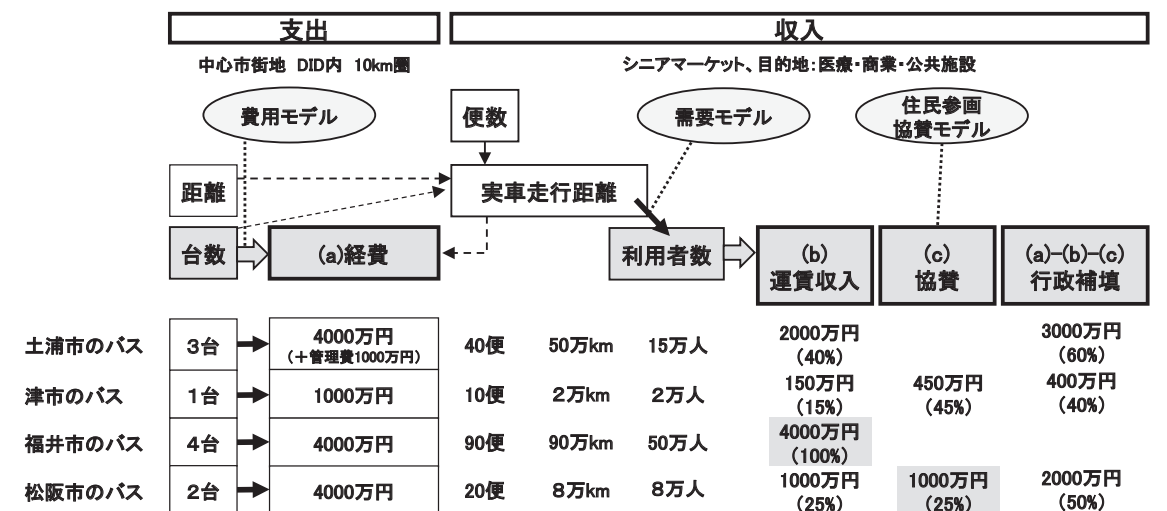 支出
収入
中心市街地 DID内 10km圏
シニアマーケット、目的地:医療・商業・公共施設
費用モデル
便数
需要モデル
住民参画
協賛モデル
距離
実車走行距離
台数
(a)経費
利用者数
(b)
運賃収入
(c)
協賛
(a)-(b)-(c)
行政補填
土浦市のバス 3台 4000万円 40便 50万km 15万人 2000万円 3000万円
(+管理費1000万円) (40%) (60%)
津市のバス 1台 1000万円 10便 2万km 2万人 150万円 450万円 400万円
(15%) (45%) (40%)
福井市のバス 4台 4000万円 90便 90万km 50万人 4000万円
(100%)
松阪市のバス 2台 4000万円 20便 8万km 8万人 1000万円 1000万円 2000万円
(25%) (25%) (50%)